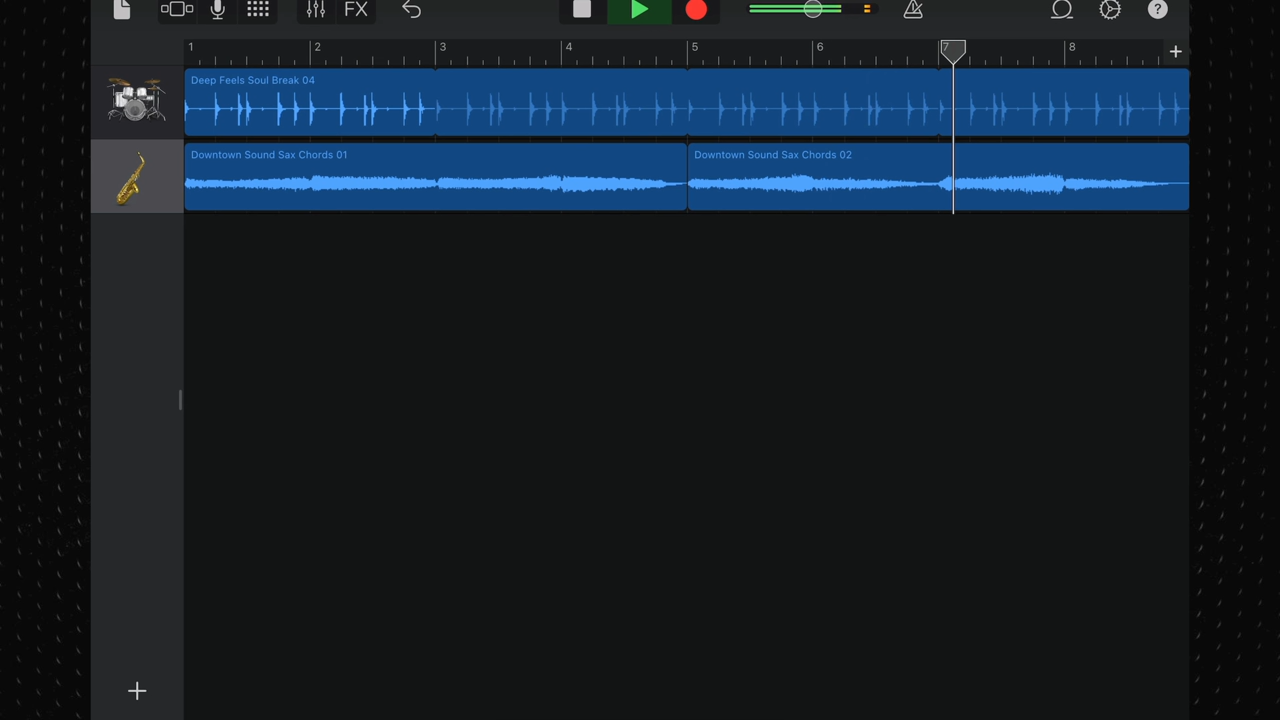 FX
?
1 2 3 4 5 6 7 8
Deep Feels Soul Break 04
Downtown Sound Sax Chords 01
Downtown Sound Sax Chords 02